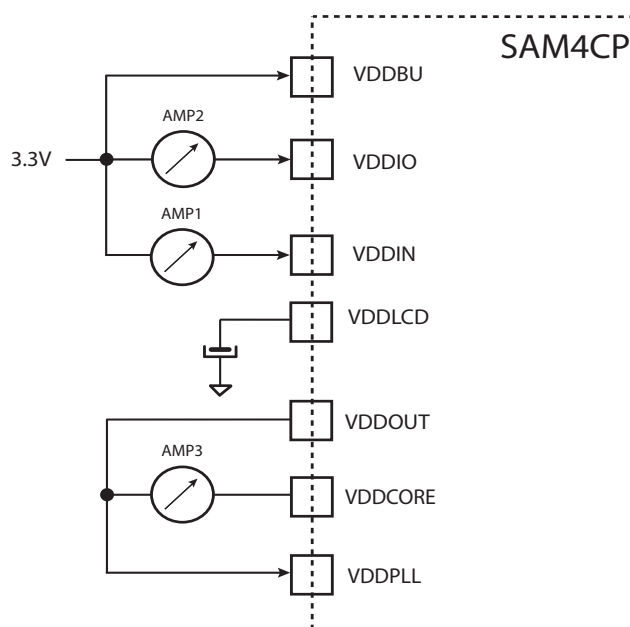 SAM4CP
VDDBU
AMP2
3.3V
VDDIO
AMP1
VDDIN
VDDLCD
VDDOUT
AMP3
VDDCORE
VDDPLL